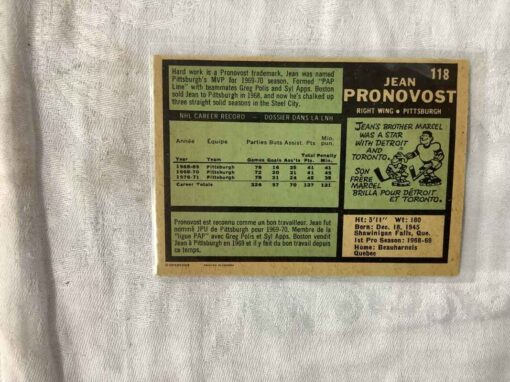 118
JEAN
PRONOVOST
RIGHT WING • PITTSBURGH
Hard work is a Pronovost trademark. Jean was named
Pittsburgh's MVP for 1969-70 season. Formed "PAP
Line" with teammates Greg Polis and Syl Apps. Boston
sold Jean to Pittsburgh in 1968, and now he's chalked up
three straight solid seasons in the Steel City.
NHL CAREER RECORD — DOSSIER DANS LA LNH
Année Équipe Parties Buts Assist. Pts. Min. pun.
Year Team Games Goals Ass'ts Total Pts. Penalty Min.
1968-69 Pittsburgh 76 16 25 41 41
1969-70 Pittsburgh 72 20 21 41 45
1970-71 Pittsburgh 78 21 24 45 35
Career Totals 226 57 70 127 121
JEAN'S BROTHER MARCEL
WAS A STAR
WITH DETROIT
AND
TORONTO.
SON
FRÈRE
MARCEL
BRILLA POUR DÉTROIT
ET TORONTO.
Pronovost est reconnu comme un bon travailleur. Jean fut
nommé JPU de Pittsburgh pour 1969-70. Membre de la
"ligue PAP" avec Greg Polis et Syl Apps. Boston vendit
Jean à Pittsburgh en 1968 et il y fait du bon travail depuis
ce temps.
Ht: 5'11" Wt: 180
Born: Dec. 18, 1945
Shawinigan Falls, Que.
1st Pro Season: 1968-69
Home: Beauharnois
Quebec